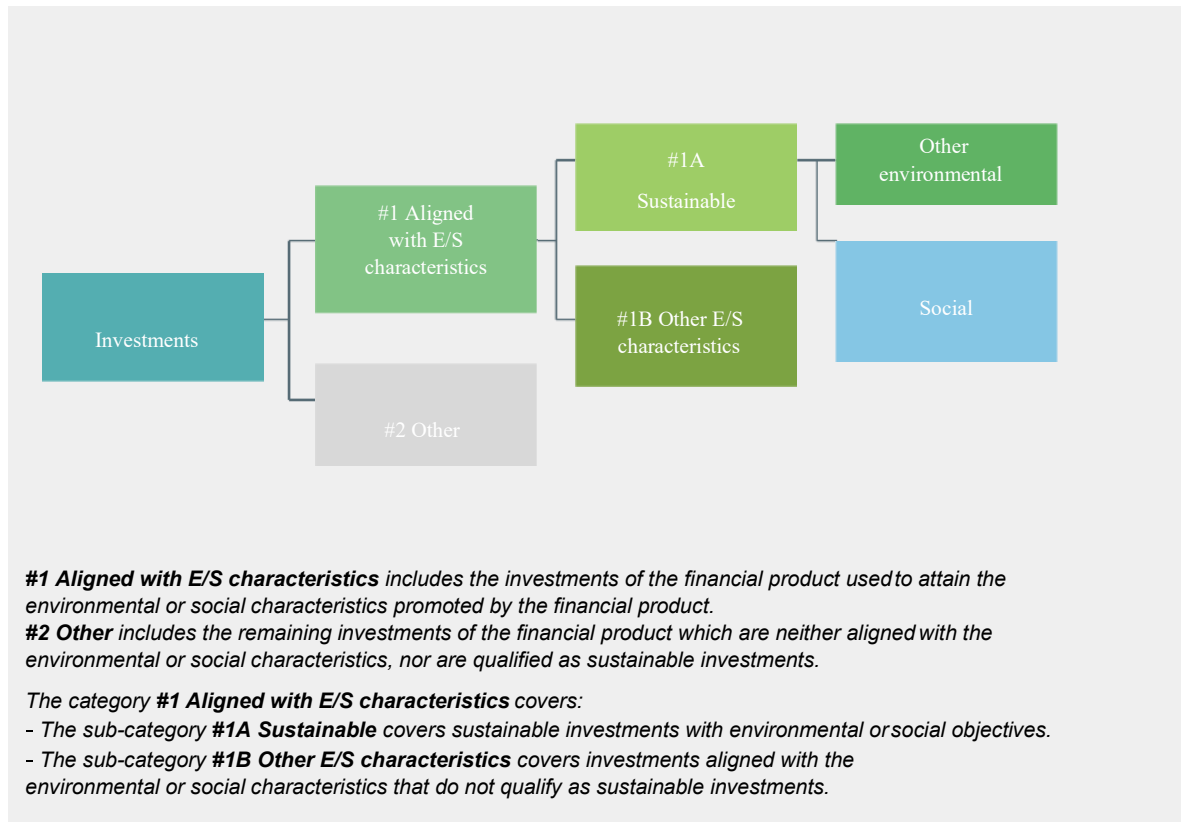 #1A
Sustainable
Other
environmental
#1 Aligned
with E/S
characteristics
Social
#1B Other E/S
characteristics
Investments
#2 Other
#1 Aligned with E/S characteristics includes the investments of the financial product used to attain the
environmental or social characteristics promoted by the financial product.
#2 Other includes the remaining investments of the financial product which are neither aligned with the
environmental or social characteristics, nor are qualified as sustainable investments.
The category #1 Aligned with E/S characteristics covers:
- The sub-category #1A Sustainable covers sustainable investments with environmental or social objectives.
- The sub-category #1B Other E/S characteristics covers investments aligned with the
environmental or social characteristics that do not qualify as sustainable investments.